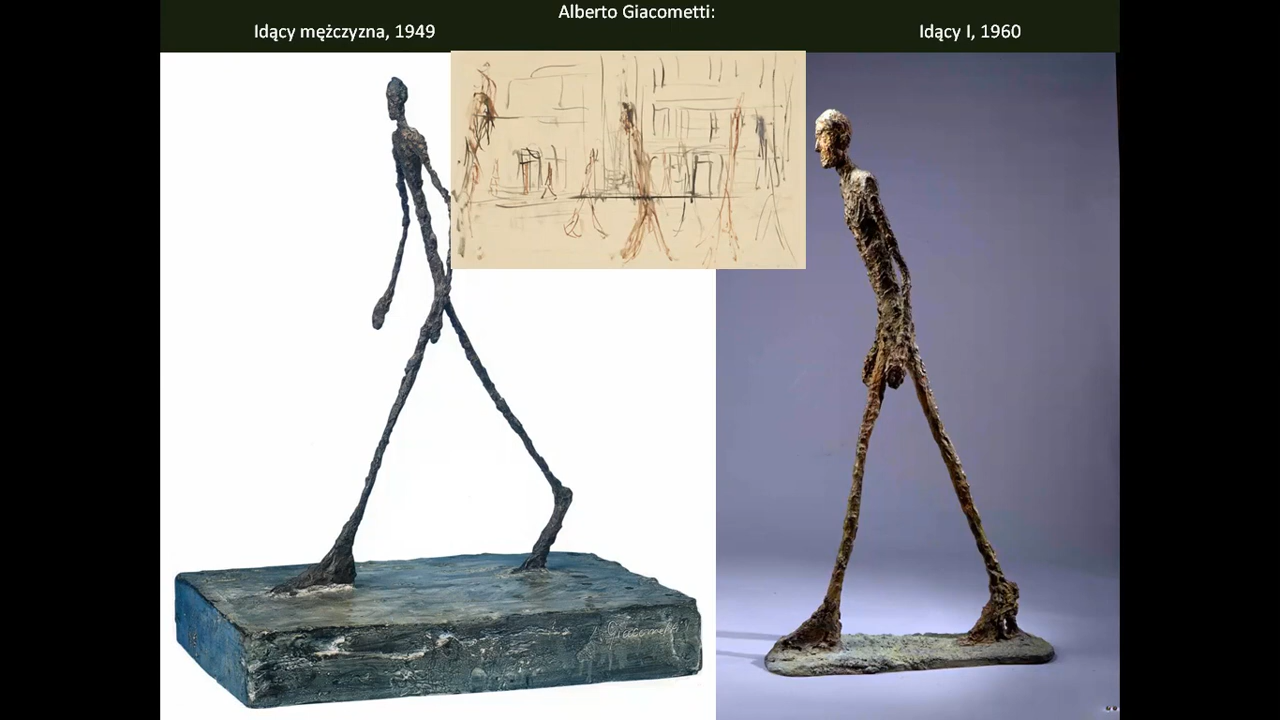 Alberto Giacometti:
Idący mężczyzna, 1949
Idący I, 1960